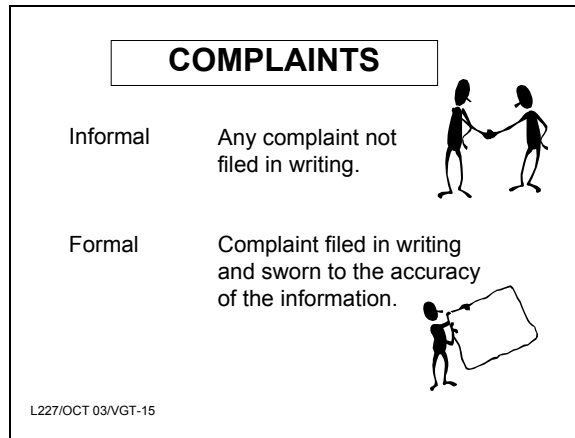 COMPLAINTS
Informal
Any complaint not
filed in writing.
Formal
Complaint filed in writing
and sworn to the accuracy
of the information.
L227/OCT 03/VGT-15